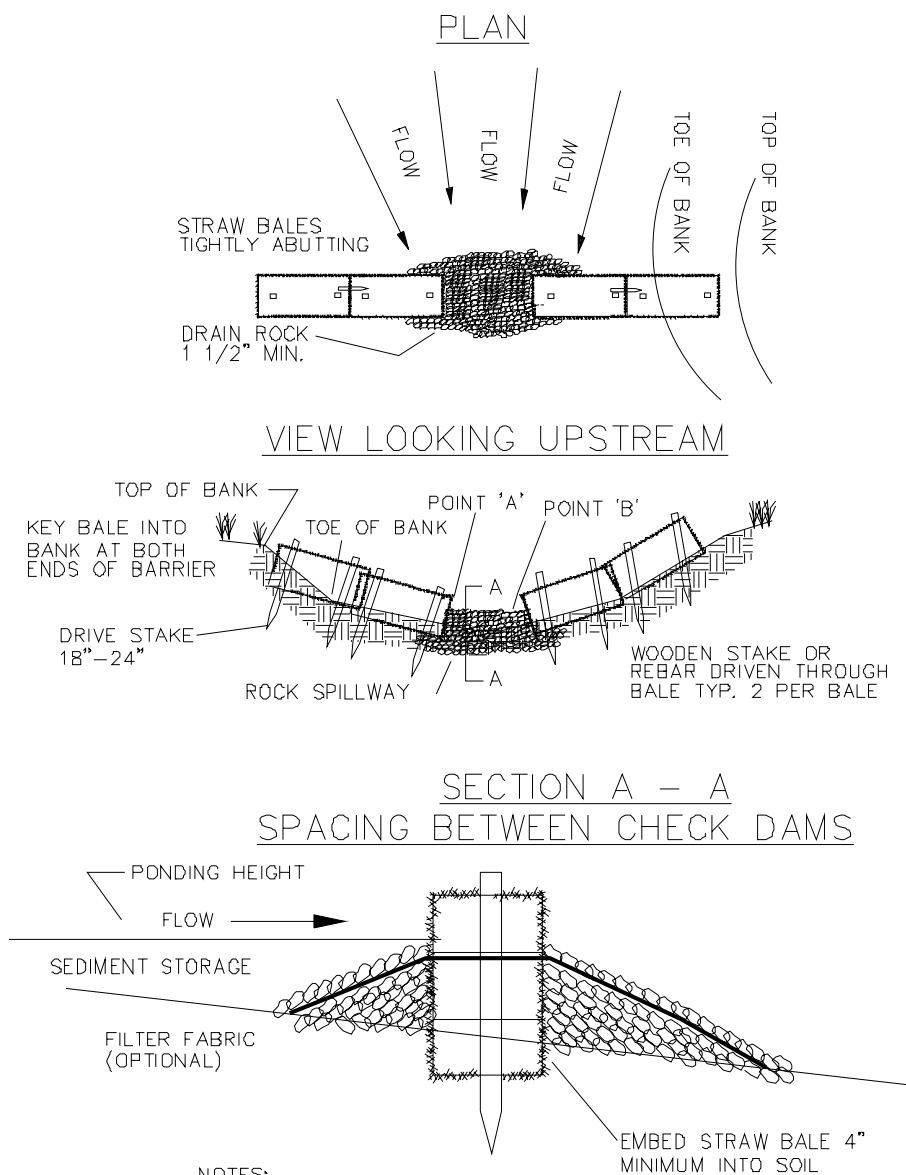 PLAN
FLOW
FLOW
FLOW
TOE OF BANK
TOP OF BANK
STRAW BALES
TIGHTLY ABUTTING
DRAIN ROCK
1 1/2" MIN.
VIEW LOOKING UPSTREAM
TOP OF BANK
POINT 'A'
POINT 'B'
KEY BALE INTO
BANK AT BOTH
ENDS OF BARRIER
TOE OF BANK
A
DRIVE STAKE
18"-24"
A
ROCK SPILLWAY
WOODEN STAKE OR
REBAR DRIVEN THROUGH
BALE TYP. 2 PER BALE
SECTION A - A
SPACING BETWEEN CHECK DAMS
PONDING HEIGHT
FLOW
SEDIMENT STORAGE
FILTER FABRIC
(OPTIONAL)
EMBED STRAW BALE 4"
MINIMUM INTO SOIL
NOTES: